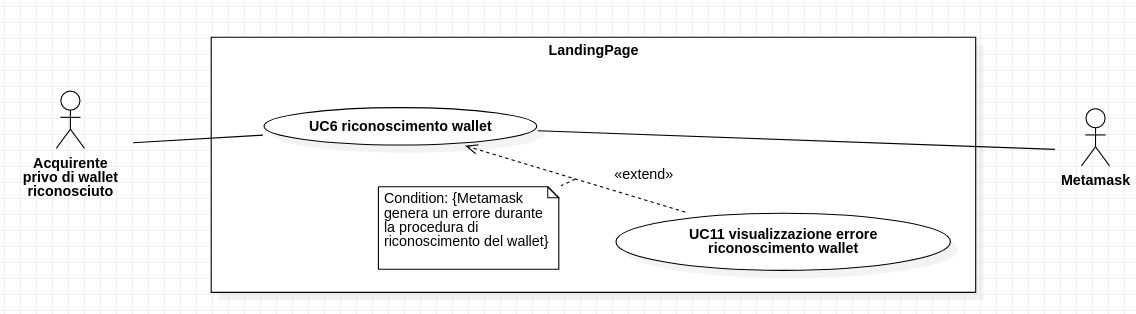 LandingPage
UC6 riconoscimento wallet
Acquirente
privo di wallet
riconosciuto
Metamask
«extend»
Condition: {Metamask
genera un errore durante
la procedura di
riconoscimento del wallet}
UC11 visualizzazione errore
riconoscimento wallet